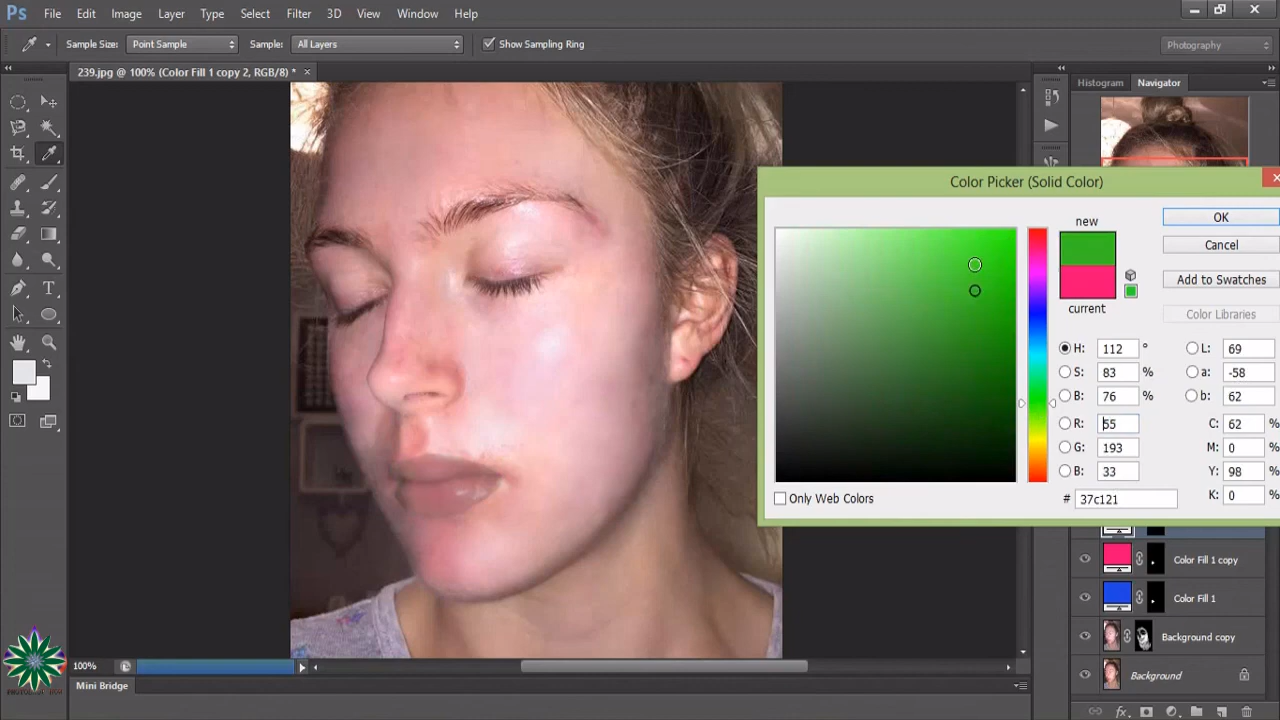 Ps File Edit Image Layer Type Select Filter 3D View Window Help
Sample Size: Point Sample Sample: All Layers Show Sampling Ring Photography
239.jpg @ 100% (Color Fill 1 copy 2, RGB/8) * ×
Histogram Navigator
Color Picker (Solid Color)
new
current
OK
Cancel
Add to Swatches
Color Libraries
H: 112 ° L: 69
S: 83 % a: -58
B: 76 % b: 62
R: 55 C: 62 %
G: 193 M: 0 %
B: 33 Y: 98 %
# 37c121 K: 0 %
Only Web Colors
Color Fill 1 copy
Color Fill 1
Background copy
Background
100%
Mini Bridge
T
fx